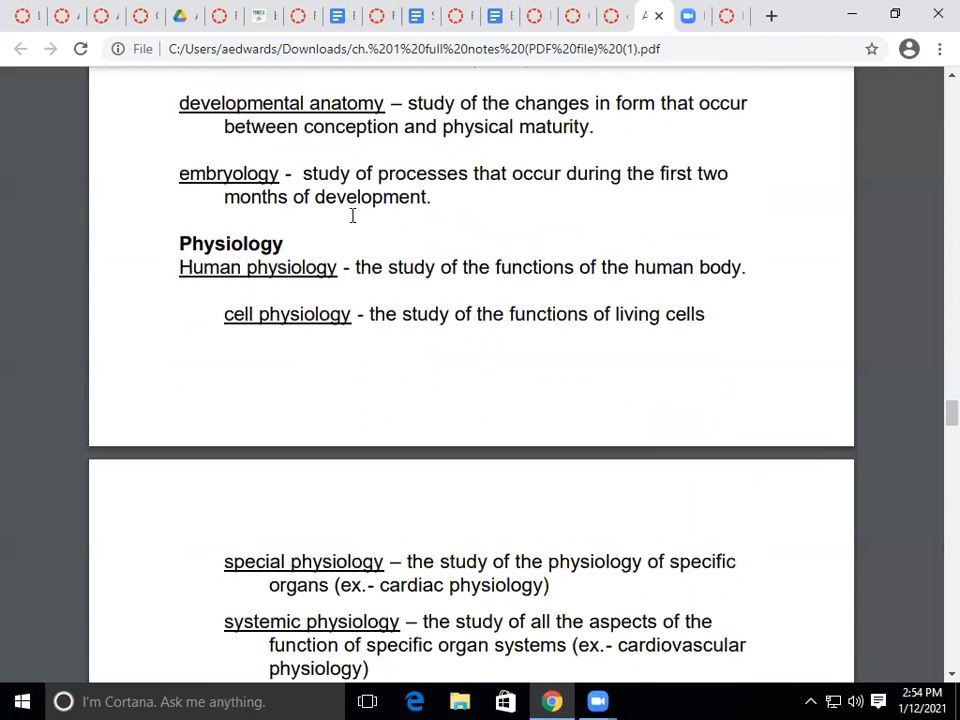 File
C:/Users/aedwards/Downloads/ch.%201%20full%20notes%20(PDF%20file)%20(1).pdf
developmental anatomy – study of the changes in form that occur
between conception and physical maturity.
embryology - study of processes that occur during the first two
months of development.
Physiology
Human physiology - the study of the functions of the human body.
cell physiology - the study of the functions of living cells
special physiology – the study of the physiology of specific
organs (ex.- cardiac physiology)
systemic physiology – the study of all the aspects of the
function of specific organ systems (ex.- cardiovascular
physiology)
I'm Cortana. Ask me anything.
2:54 PM
1/12/2021